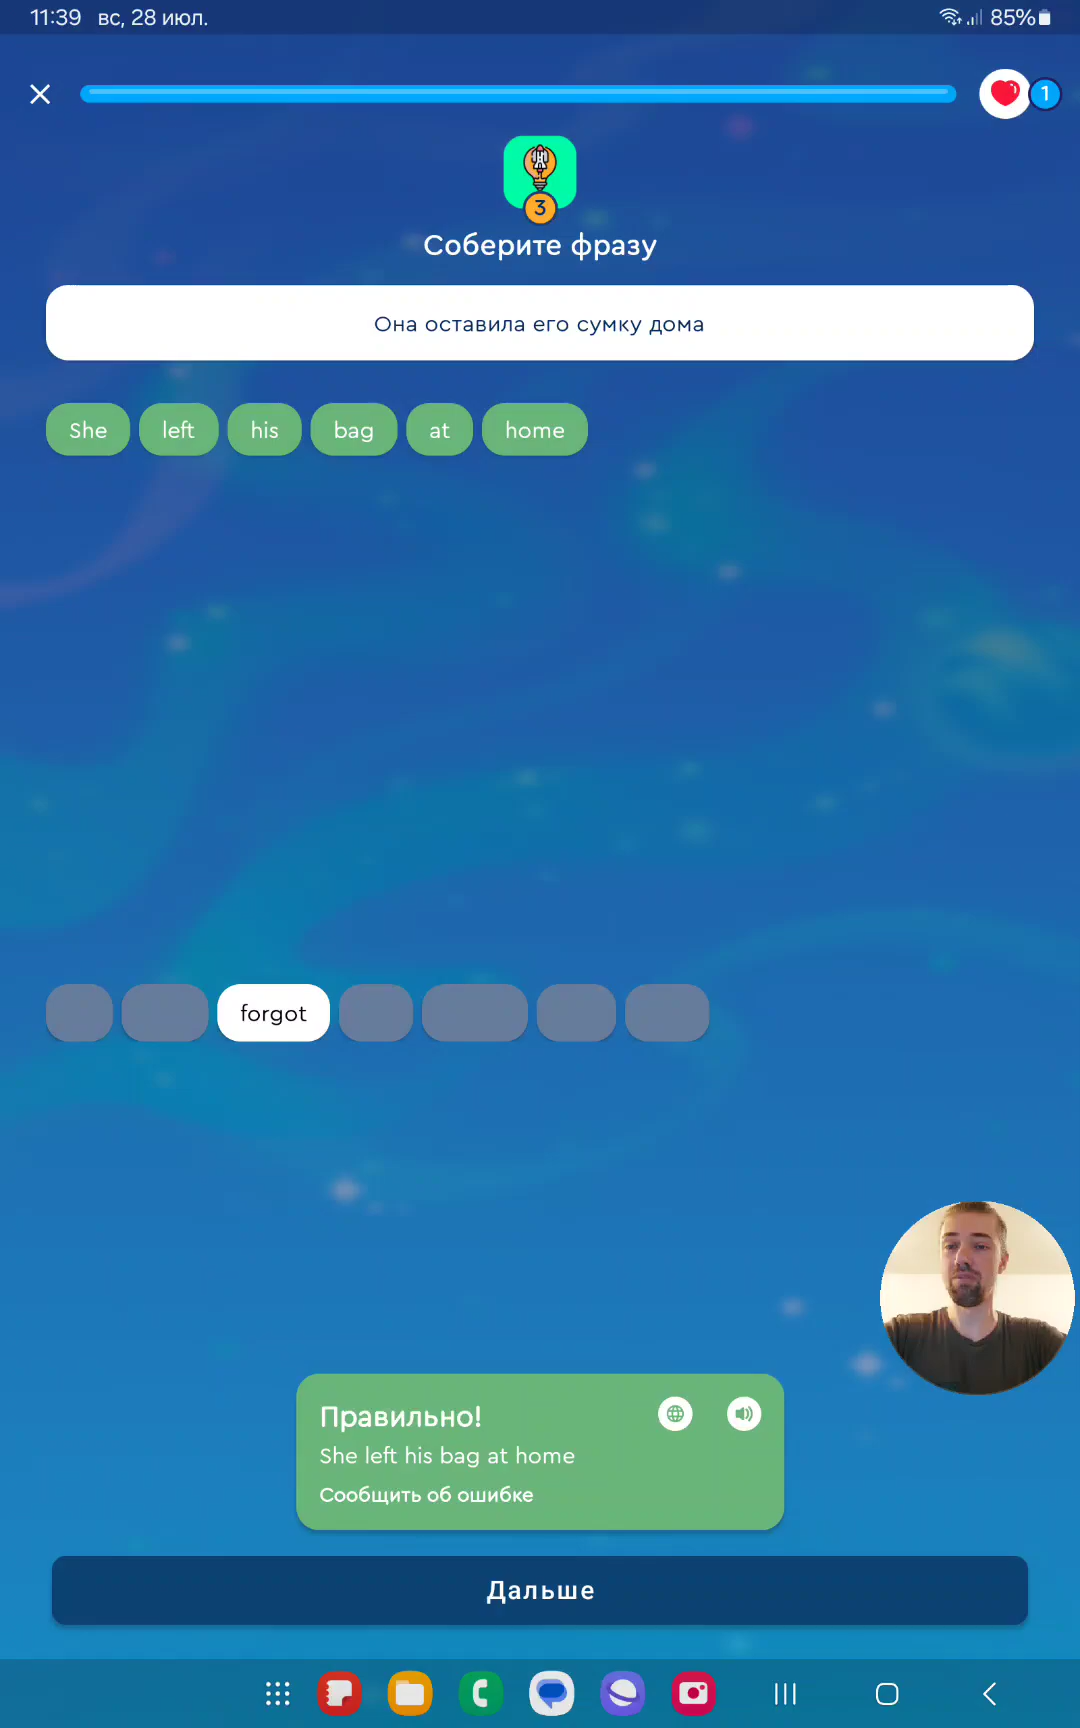 11:39 вс, 28 июл. 85%
1
3
Соберите фразу
Она оставила его сумку дома
She left his bag at home
forgot
Правильно!
She left his bag at home
Сообщить об ошибке
Дальше